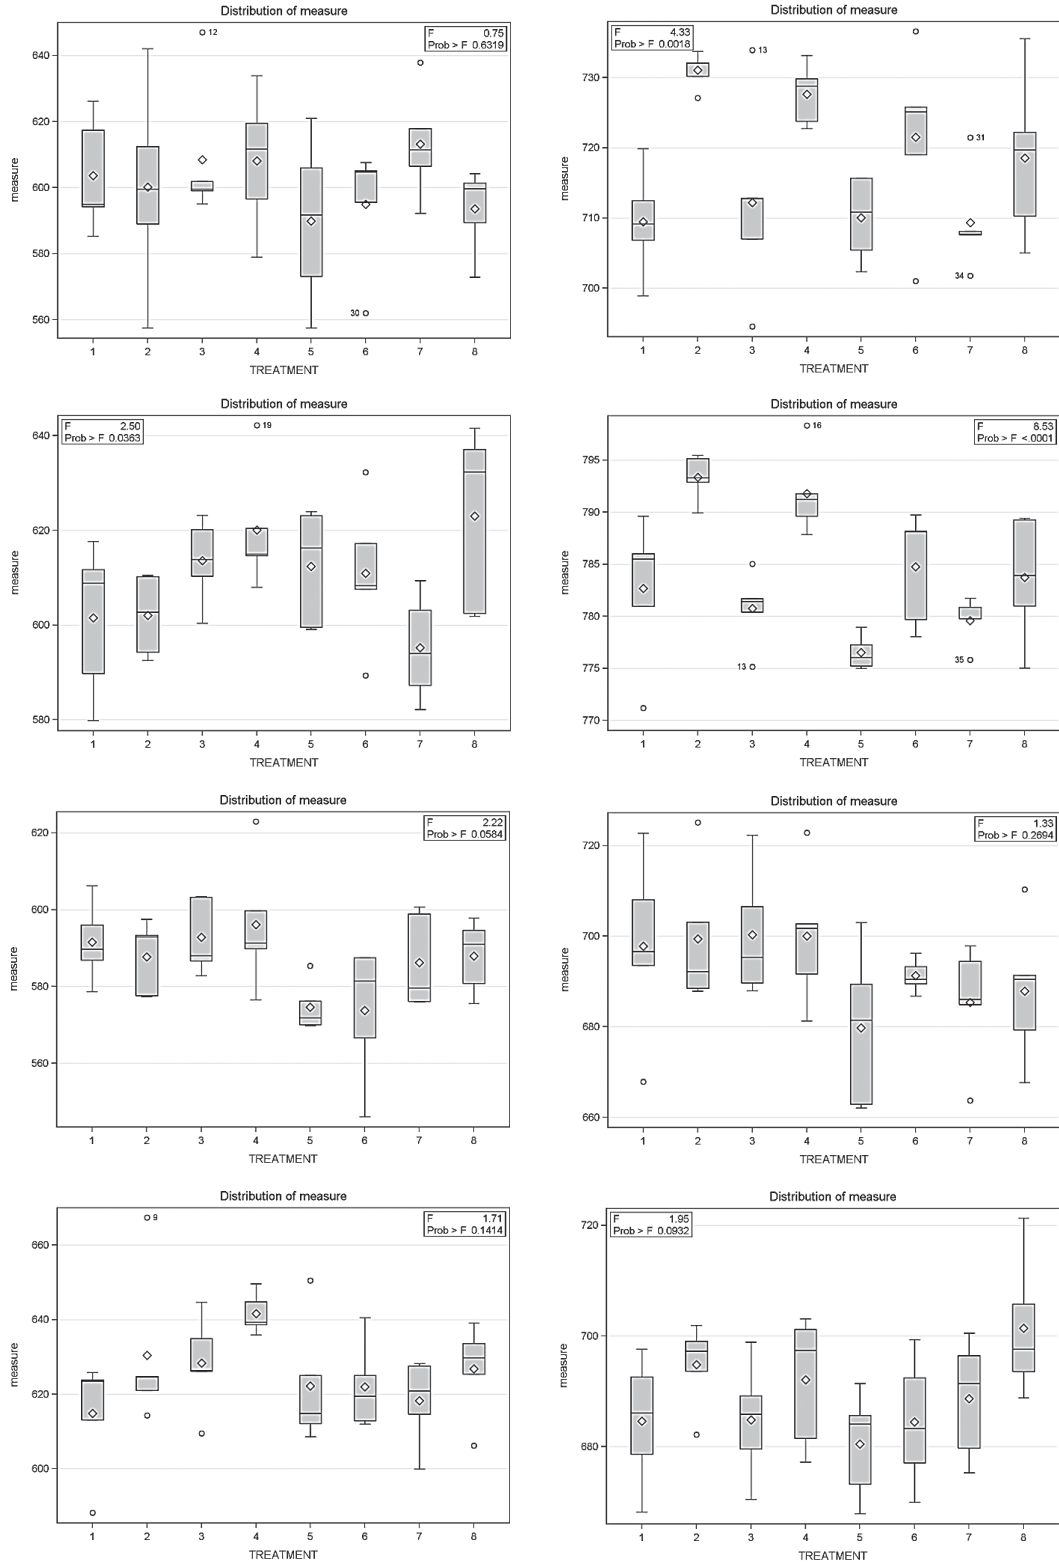 Distribution of measure
F 0.75
Prob > F 0.6319
measure
640
620
600
580
560
12
30
1 2 3 4 5 6 7 8
TREATMENT
Distribution of measure
F 4.33
Prob > F 0.0018
measure
730
720
710
700
13
31
34
1 2 3 4 5 6 7 8
TREATMENT
Distribution of measure
F 2.50
Prob > F 0.0363
measure
640
620
600
580
19
1 2 3 4 5 6 7 8
TREATMENT
Distribution of measure
F 8.53
Prob > F <.0001
measure
795
790
785
780
775
770
16
13
35
1 2 3 4 5 6 7 8
TREATMENT
Distribution of measure
F 2.22
Prob > F 0.0584
measure
620
600
580
560
1 2 3 4 5 6 7 8
TREATMENT
Distribution of measure
F 1.33
Prob > F 0.2694
measure
720
700
680
660
1 2 3 4 5 6 7 8
TREATMENT
Distribution of measure
F 1.71
Prob > F 0.1414
measure
660
640
620
600
9
1 2 3 4 5 6 7 8
TREATMENT
Distribution of measure
F 1.95
Prob > F 0.0932
measure
720
700
680
1 2 3 4 5 6 7 8
TREATMENT